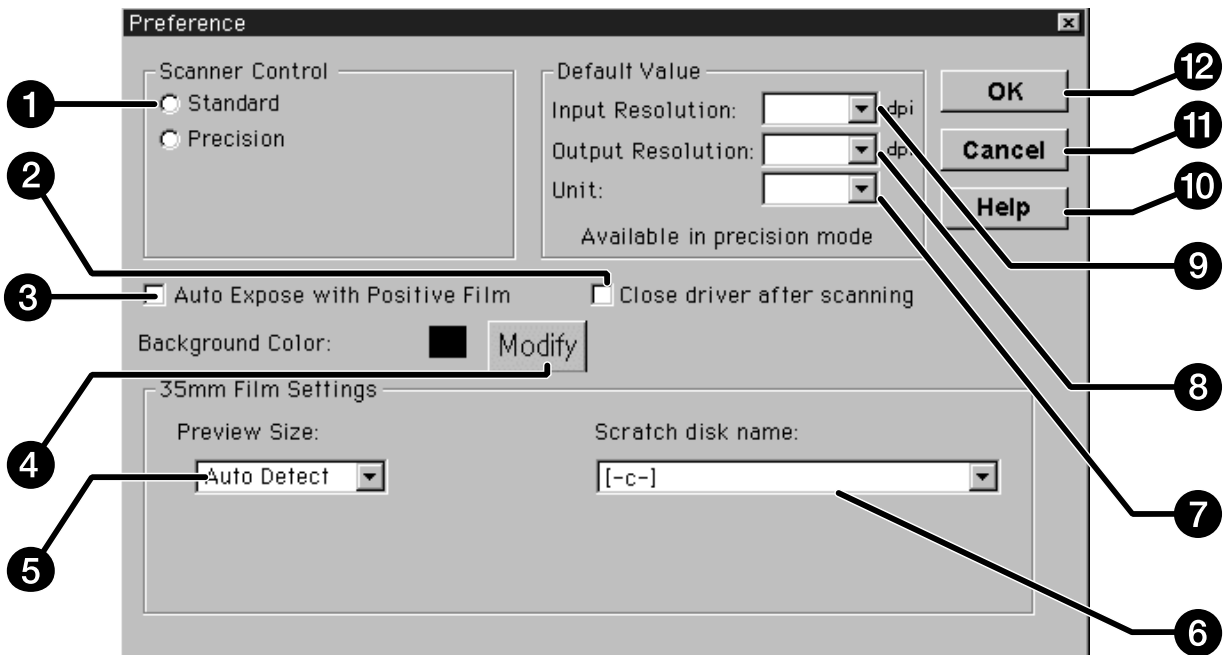 Preference
Scanner Control
Standard
Precision
Default Value
Input Resolution:
dpi
Output Resolution:
dpi
Unit:
Available in precision mode
OK
Cancel
Help
Auto Expose with Positive Film
Close driver after scanning
Background Color:
Modify
35mm Film Settings
Preview Size:
Auto Detect
Scratch disk name:
[-c-]
1
2
3
4
5
6
7
8
9
10
11
12